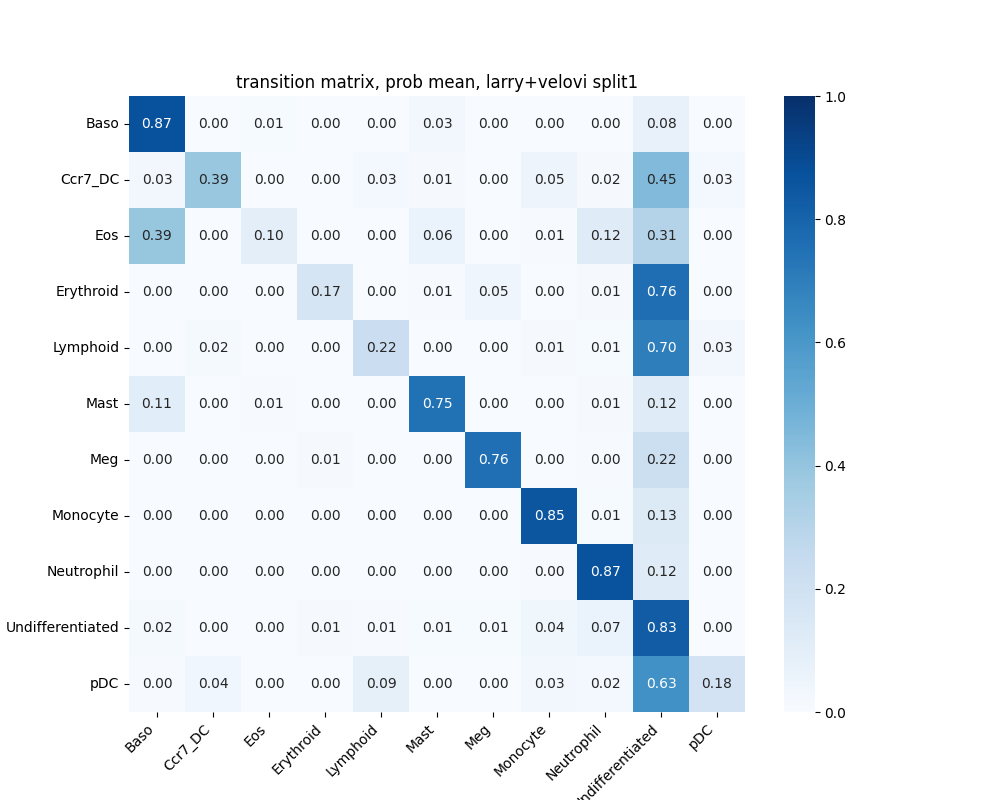 transition matrix, prob mean, larry+velovi split1
Baso 0.87 0.00 0.01 0.00 0.00 0.03 0.00 0.00 0.00 0.08 0.00
Ccr7_DC 0.03 0.39 0.00 0.00 0.03 0.01 0.00 0.05 0.02 0.45 0.03
Eos 0.39 0.00 0.10 0.00 0.00 0.06 0.00 0.01 0.12 0.31 0.00
Erythroid 0.00 0.00 0.00 0.17 0.00 0.01 0.05 0.00 0.01 0.76 0.00
Lymphoid 0.00 0.02 0.00 0.00 0.22 0.00 0.00 0.01 0.01 0.70 0.03
Mast 0.11 0.00 0.01 0.00 0.00 0.75 0.00 0.00 0.01 0.12 0.00
Meg 0.00 0.00 0.00 0.01 0.00 0.00 0.76 0.00 0.00 0.22 0.00
Monocyte 0.00 0.00 0.00 0.00 0.00 0.00 0.00 0.85 0.01 0.13 0.00
Neutrophil 0.00 0.00 0.00 0.00 0.00 0.00 0.00 0.00 0.87 0.12 0.00
Undifferentiated 0.02 0.00 0.00 0.01 0.01 0.01 0.01 0.04 0.07 0.83 0.00
pDC 0.00 0.04 0.00 0.00 0.09 0.00 0.00 0.03 0.02 0.63 0.18
Baso
Ccr7_DC
Eos
Erythroid
Lymphoid
Mast
Meg
Monocyte
Neutrophil
ndifferentiated
pDC
1.0
0.8
0.6
0.4
0.2
0.0